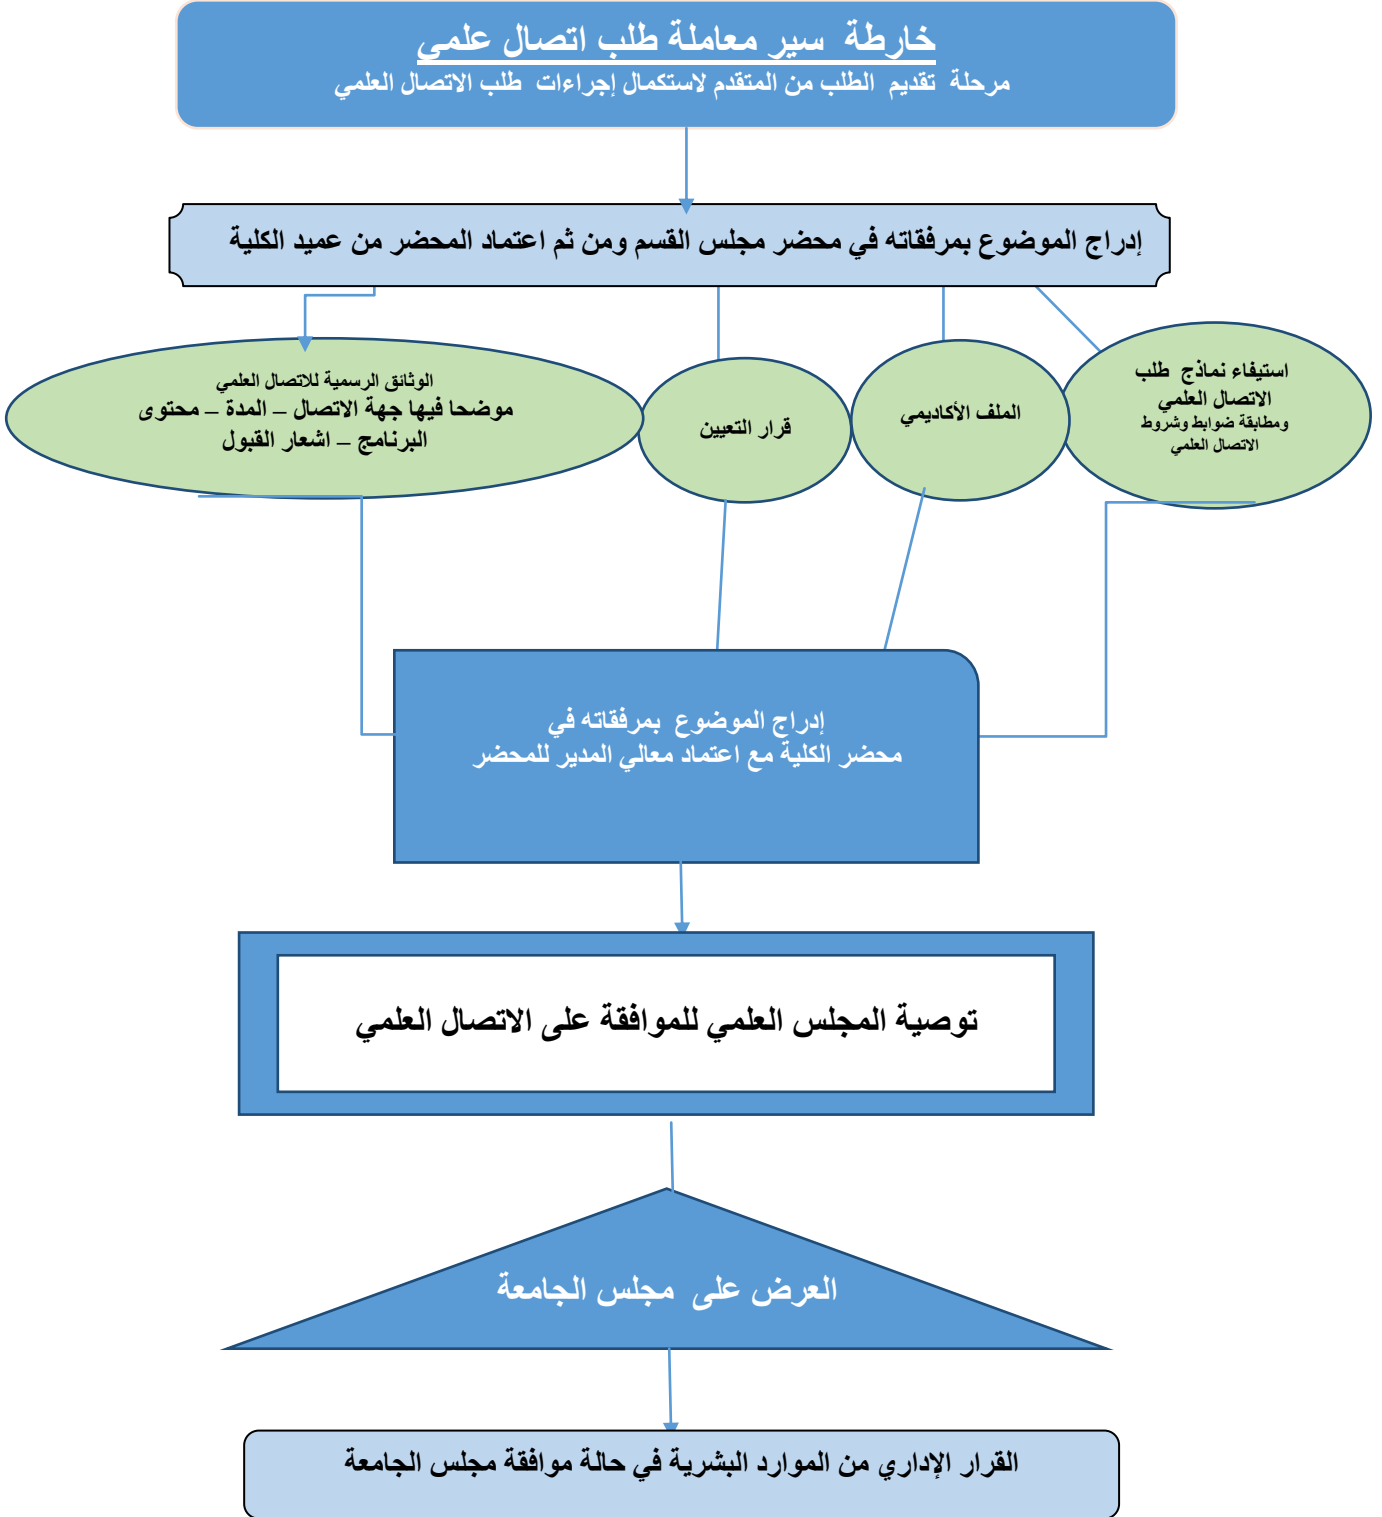 خارطة سير معاملة طلب اتصال علمي
مرحلة تقديم الطلب من المتقدم لاستكمال إجراءات طلب الاتصال العلمي
إدراج الموضوع بمرفقاته في محضر مجلس القسم ومن ثم اعتماد المحضر من عميد الكلية
استيفاء نماذج طلب
الاتصال العلمي
ومطابقة ضوابط وشروط
الاتصال العلمي
الملف الأكاديمي
قرار التعيين
الوثائق الرسمية للاتصال العلمي
موضحا فيها جهة الاتصال – المدة – محتوى
البرنامج – اشعار القبول
إدراج الموضوع بمرفقاته في
محضر الكلية مع اعتماد معالي المدير للمحضر
توصية المجلس العلمي للموافقة على الاتصال العلمي
العرض على مجلس الجامعة
القرار الإداري من الموارد البشرية في حالة موافقة مجلس الجامعة